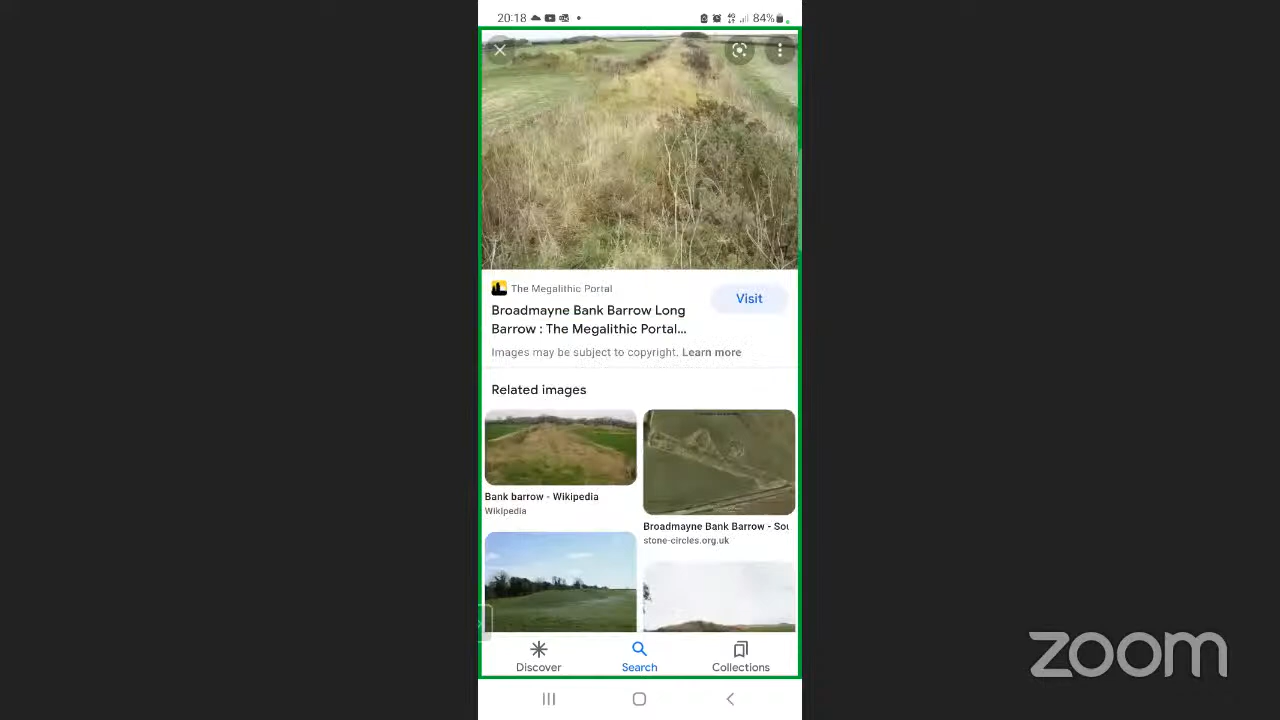 20:18
84%
The Megalithic Portal
Visit
Broadmayne Bank Barrow Long
Barrow : The Megalithic Portal...
Images may be subject to copyright. Learn more
Related images
Bank barrow - Wikipedia
Wikipedia
Broadmayne Bank Barrow - Sou
stone-circles.org.uk
Discover
Search
Collections
zoom